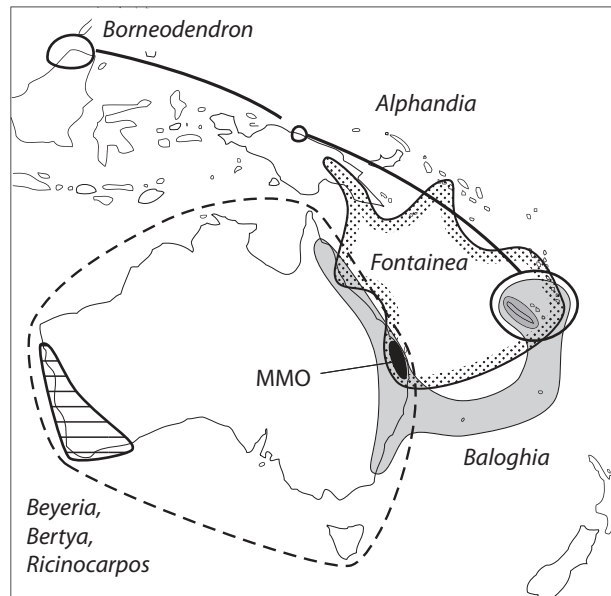 Borneodendron
Alphandia
Fontainea
MMO
Baloghia
Beyeria,
Bertya,
Ricinocarpos